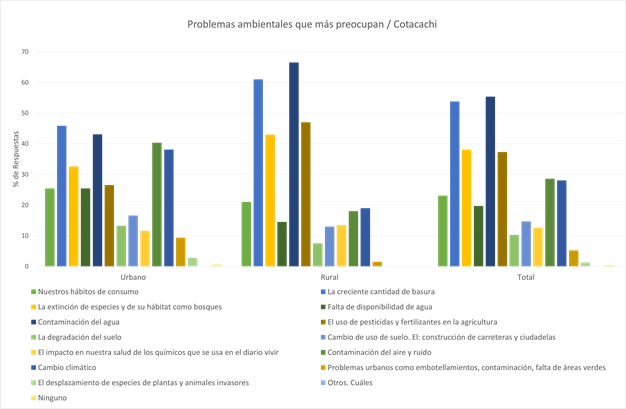 Problemas ambientales que más preocupan / Cotacachi
% de Respuestas
70
60
50
40
30
20
10
0
Urbano Rural Total
Nuestros hábitos de consumo
La creciente cantidad de basura
La extinción de especies y de su hábitat como bosques
Falta de disponibilidad de agua
Contaminación del agua
El uso de pesticidas y fertilizantes en la agricultura
La degradación del suelo
Cambio de uso de suelo. El: construcción de carreteras y ciudadelas
El impacto en nuestra salud de los químicos que se usa en el diario vivir
Contaminación del aire y ruido
Cambio climático
Problemas urbanos como embotellamientos, contaminación, falta de áreas verdes
El desplazamiento de especies de plantas y animales invasores
Otros. Cuáles
Ninguno